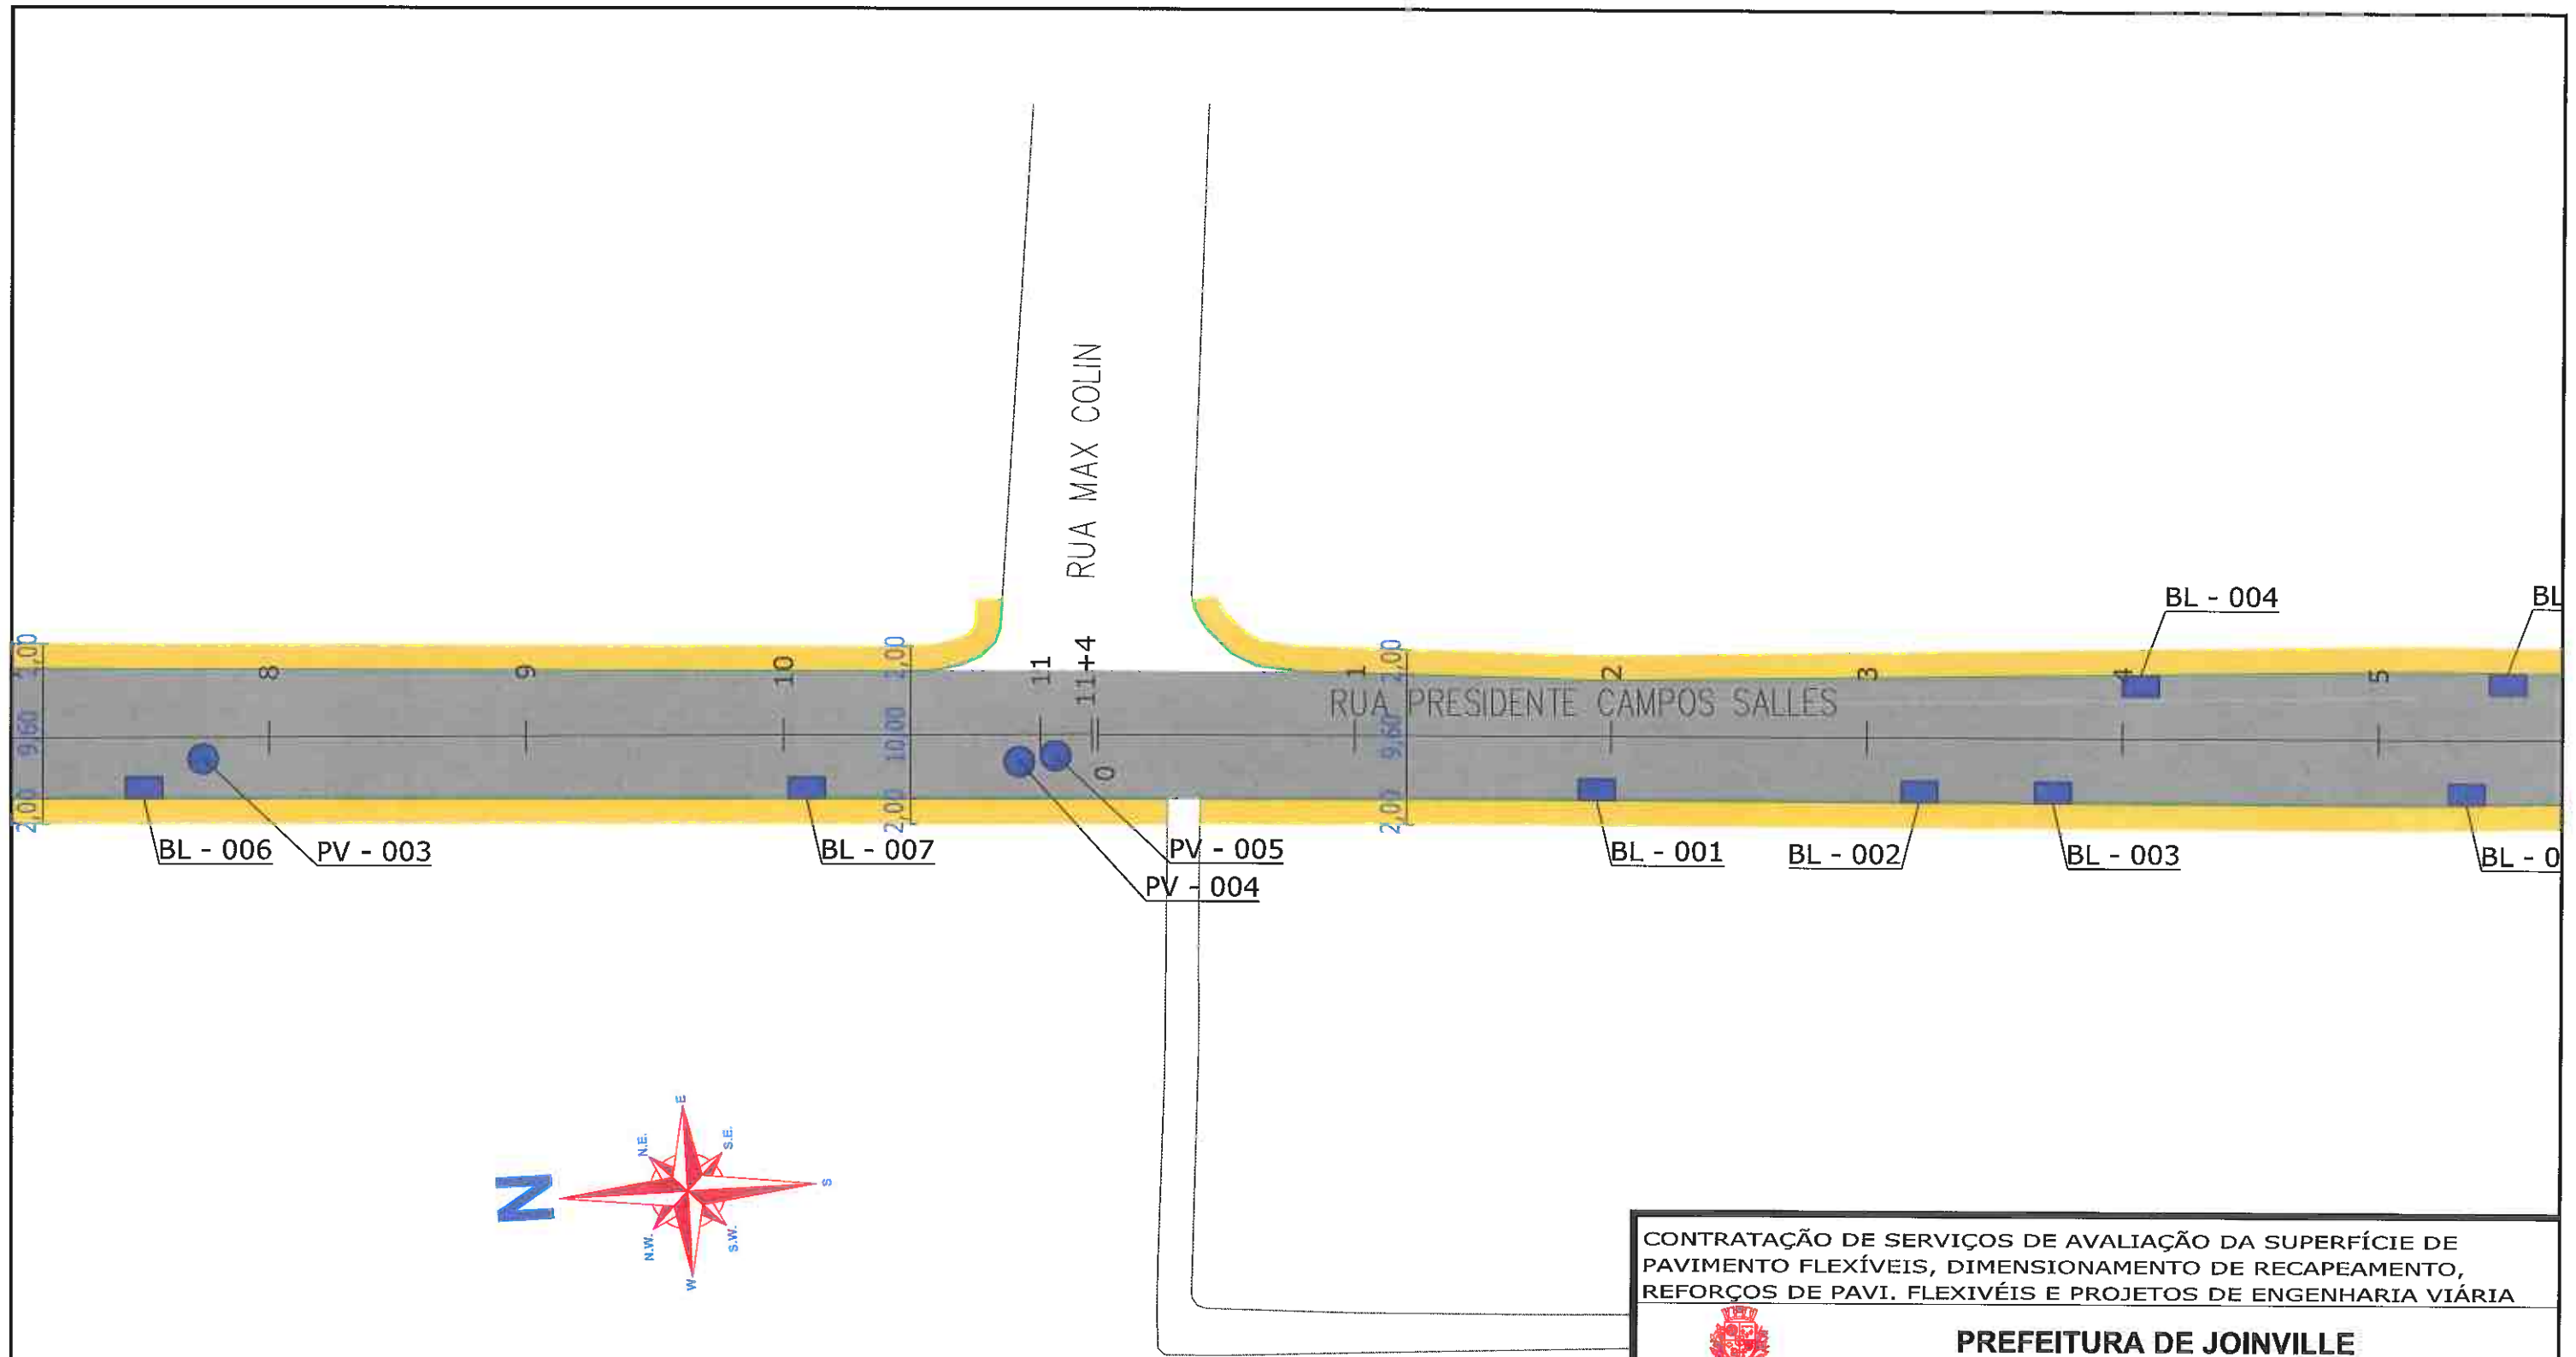 RUA MAX COLIN
BL - 004
BL
2,00
2,00
2,00
8
9
10
11
11+4
1
2
3
4
5
RUA PRESIDENTE CAMPOS SALLES
9,60
10,00
9,60
0
2,00
2,00
2,00
BL - 006
PV - 003
BL - 007
PV - 005
PV - 004
BL - 001
BL - 002
BL - 003
BL - 0
N
E
N.E.
S.E.
S
N.W.
S.W.
W
CONTRATAÇÃO DE SERVIÇOS DE AVALIAÇÃO DA SUPERFÍCIE DE
PAVIMENTO FLEXÍVEIS, DIMENSIONAMENTO DE RECAPEAMENTO,
REFORÇOS DE PAVI. FLEXIVÉIS E PROJETOS DE ENGENHARIA VIÁRIA
PREFEITURA DE JOINVILLE